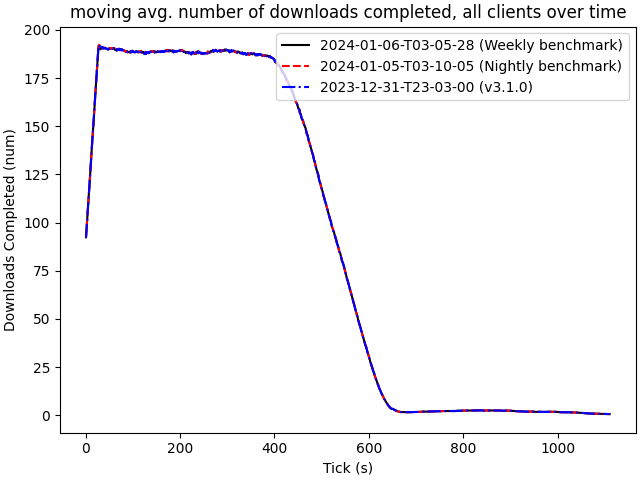 moving avg. number of downloads completed, all clients over time
2024-01-06-T03-05-28 (Weekly benchmark)
2024-01-05-T03-10-05 (Nightly benchmark)
2023-12-31-T23-03-00 (v3.1.0)
Downloads Completed (num)
200
175
150
125
100
75
50
25
0
0 200 400 600 800 1000
Tick (s)